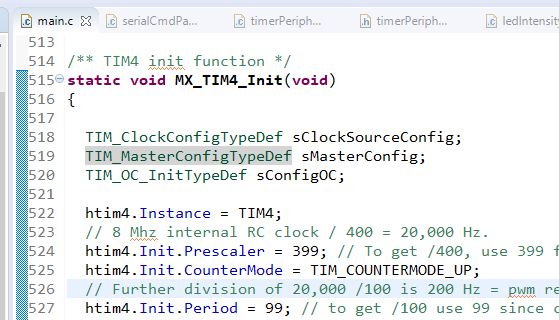 main.c serialCmdPa... timerPeriph... timerPeriph... ledIntensity
513
514 /** TIM4 init function */
515 static void MX_TIM4_Init(void)
516 {
517
518 TIM_ClockConfigTypeDef sClockSourceConfig;
519 TIM_MasterConfigTypeDef sMasterConfig;
520 TIM_OC_InitTypeDef sConfigOC;
521
522 htim4.Instance = TIM4;
523 // 8 Mhz internal RC clock / 400 = 20,000 Hz.
524 htim4.Init.Prescaler = 399; // To get /400, use 399 f
525 htim4.Init.CounterMode = TIM_COUNTERMODE_UP;
526 // Further division of 20,000 /100 is 200 Hz = pwm re
527 htim4.Init.Period = 99; // to get /100 use 99 since